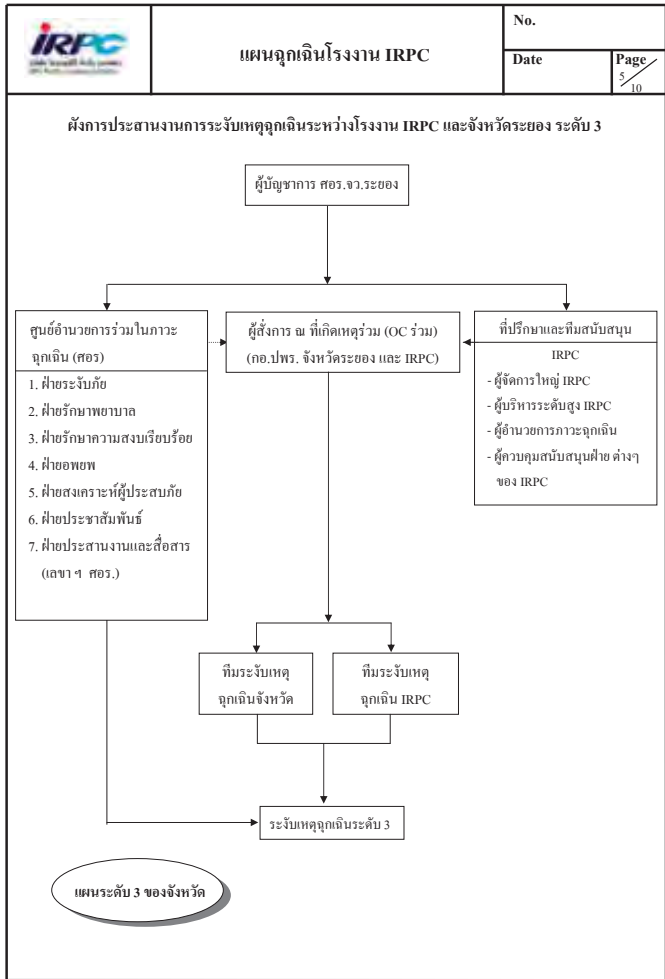 iRPC
แผนฉุกเฉินโรงงาน IRPC
No.
Date
Page
5/10
ผังการประสานงานการระงับเหตุฉุกเฉินระหว่างโรงงาน IRPC และจังหวัดระยอง ระดับ 3
ผู้บัญชาการ ศอร.จว.ระยอง
ศูนย์อำนวยการร่วมในภาวะ
ฉุกเฉิน (ศอร)
1. ฝ่ายระงับภัย
2. ฝ่ายรักษาพยาบาล
3. ฝ่ายรักษาความสงบเรียบร้อย
4. ฝ่ายอพยพ
5. ฝ่ายสงเคราะห์ผู้ประสบภัย
6. ฝ่ายประชาสัมพันธ์
7. ฝ่ายประสานงานและสื่อสาร
(เลขา ฯ ศอร.)
ผู้สั่งการ ณ ที่เกิดเหตุร่วม (OC ร่วม)
(กอ.ปพร. จังหวัดระยอง และ IRPC)
ที่ปรึกษาและทีมสนับสนุน
IRPC
- ผู้จัดการใหญ่ IRPC
- ผู้บริหารระดับสูง IRPC
- ผู้อำนวยการภาวะฉุกเฉิน
- ผู้ควบคุมสนับสนุนฝ่าย ต่างๆ
ของ IRPC
ทีมระงับเหตุ
ฉุกเฉินจังหวัด
ทีมระงับเหตุ
ฉุกเฉิน IRPC
ระงับเหตุฉุกเฉินระดับ 3
แผนระดับ 3 ของจังหวัด